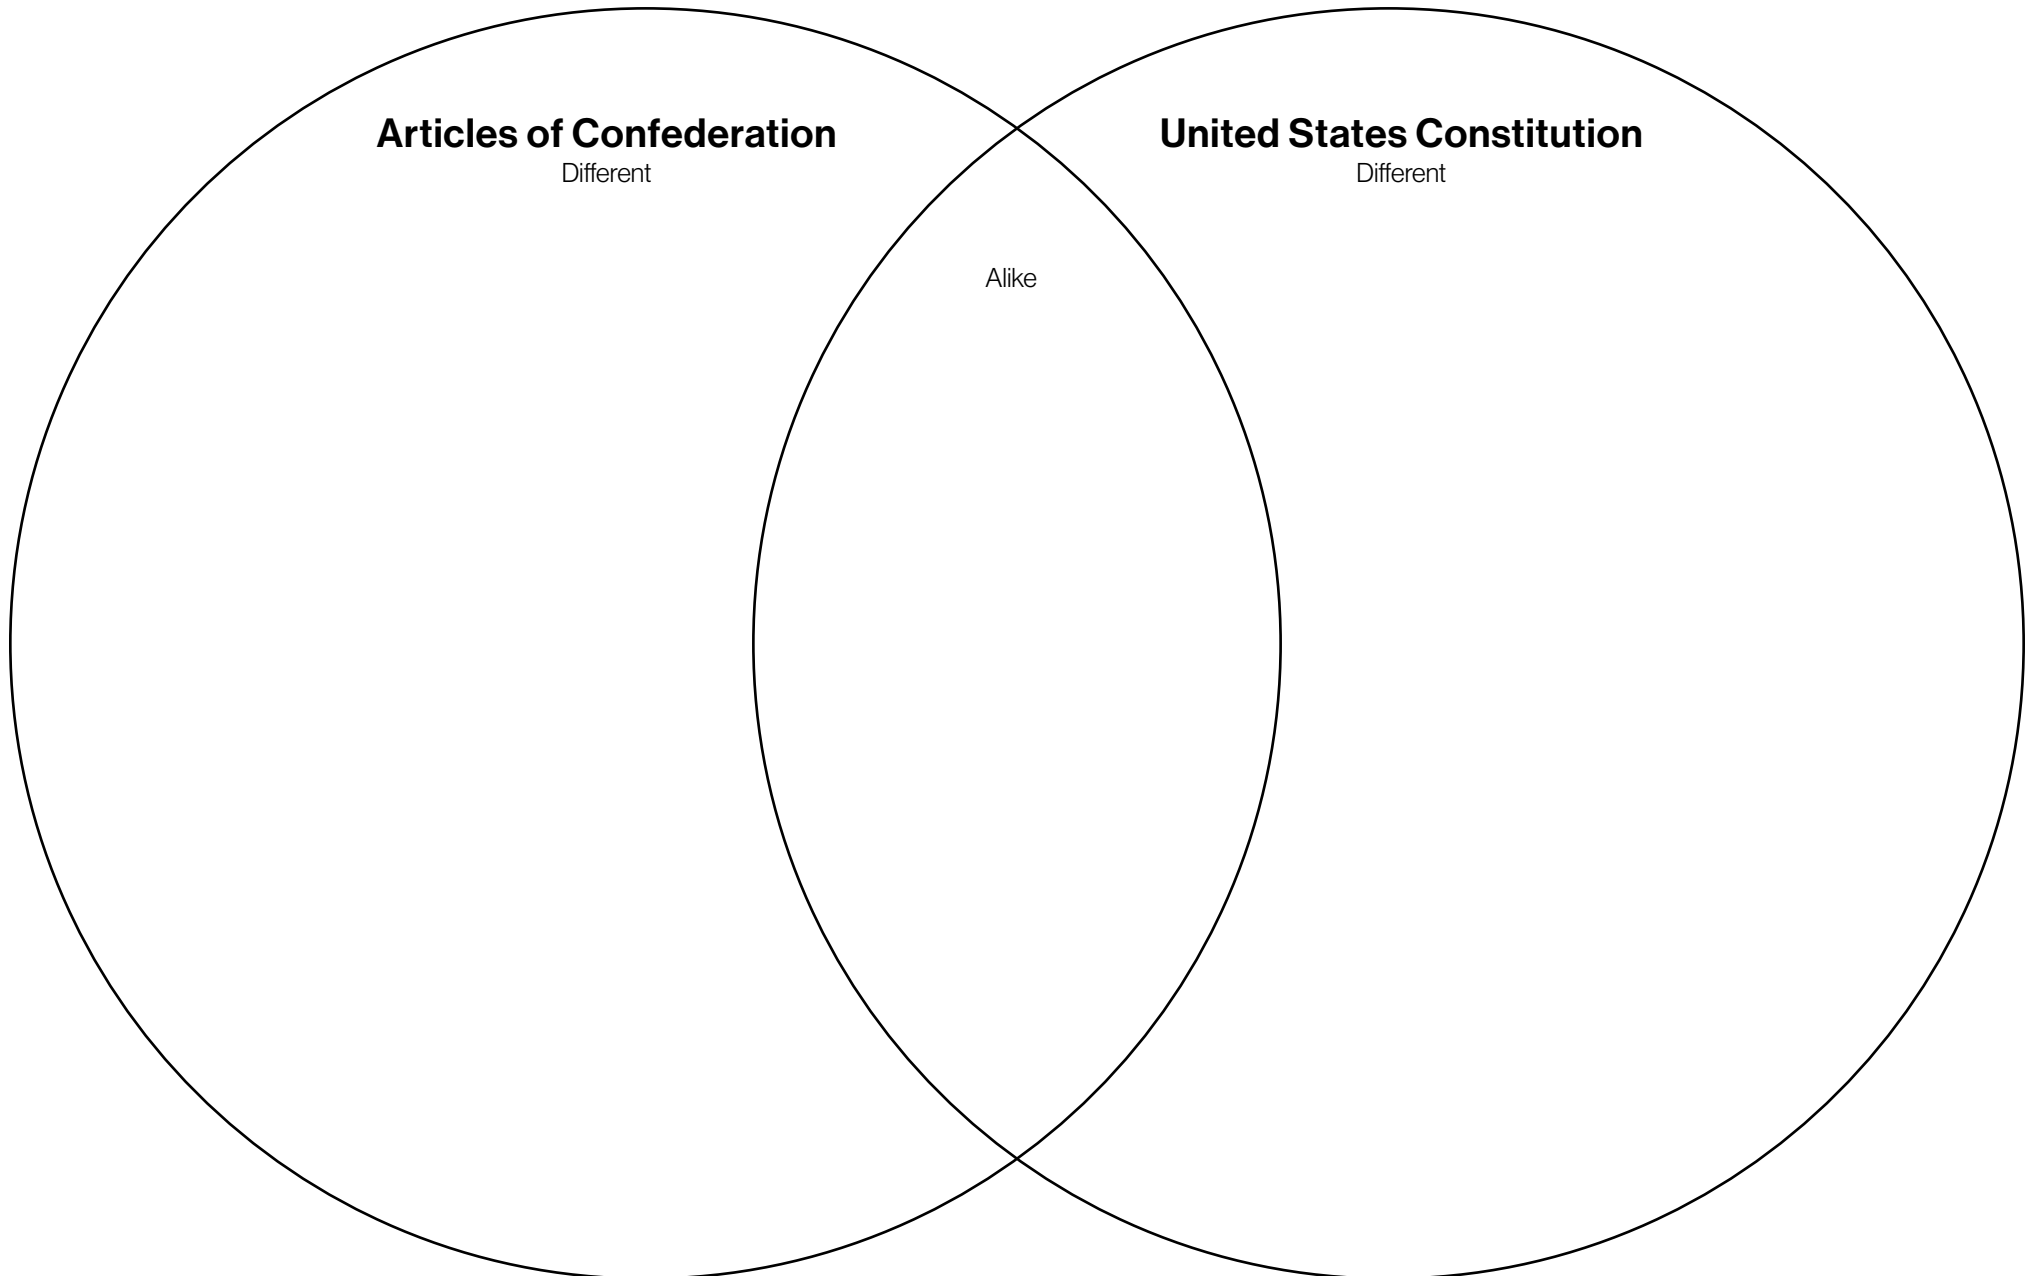 Articles of Confederation
Different
United States Constitution
Different
Alike